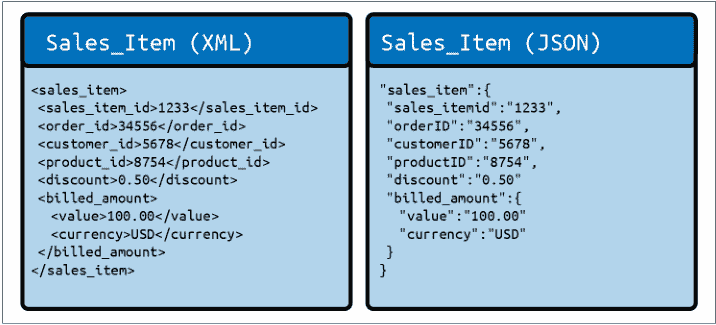 Sales_Item (XML)
<sales_item>
<sales_item_id>1233</sales_item_id>
<order_id>34556</order_id>
<customer_id>5678</customer_id>
<product_id>8754</product_id>
<discount>0.50</discount>
<billed_amount>
<value>100.00</value>
<currency>USD</currency>
</billed_amount>
</sales_item>
Sales_Item (JSON)
"sales_item":{
"sales_itemid":"1233",
"orderID":"34556",
"customerID":"5678",
"productID":"8754",
"discount":"0.50"
"billed_amount":{
"value":"100.00"
"currency":"USD"
}
}